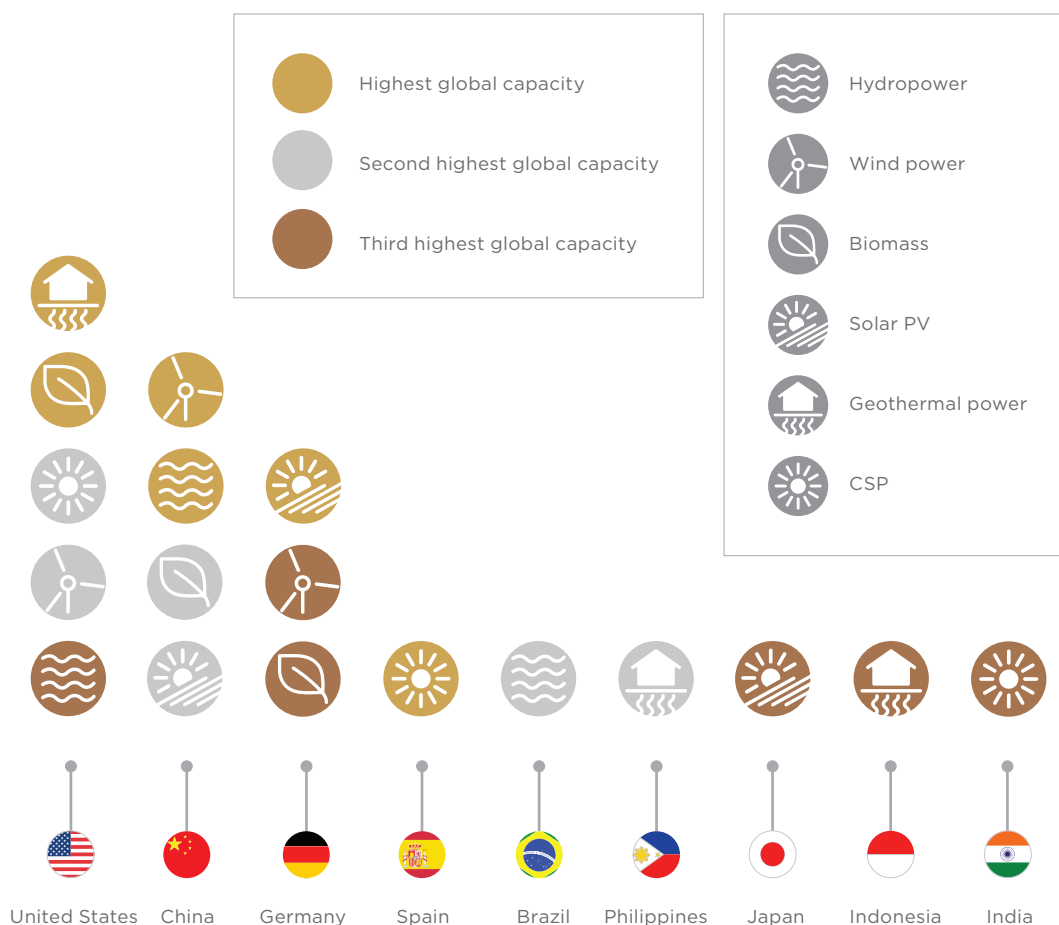 Highest global capacity
Second highest global capacity
Third highest global capacity
Hydropower
Wind power
Biomass
Solar PV
Geothermal power
CSP
United States
China
Germany
Spain
Brazil
Philippines
Japan
Indonesia
India